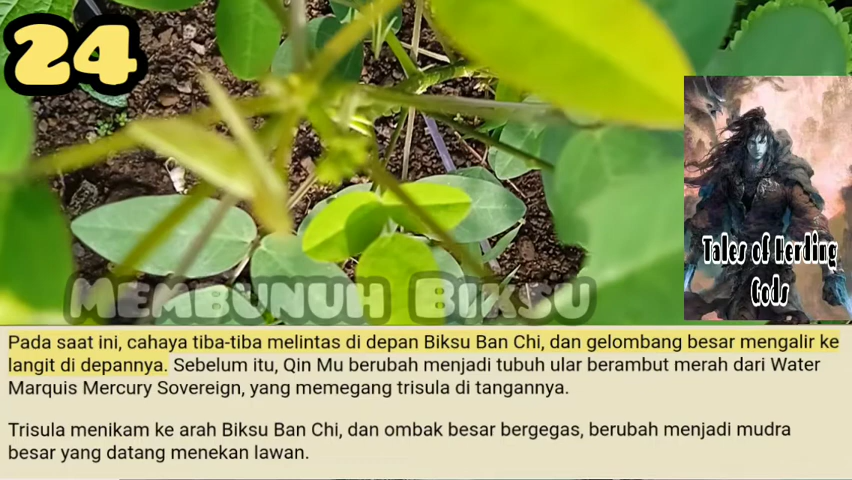 24
Tales of Herding
Gods
MEMBUNUH BIKSU
Pada saat ini, cahaya tiba-tiba melintas di depan Biksu Ban Chi, dan gelombang besar mengalir ke
langit di depannya. Sebelum itu, Qin Mu berubah menjadi tubuh ular berambut merah dari Water
Marquis Mercury Sovereign, yang memegang trisula di tangannya.
Trisula menikam ke arah Biksu Ban Chi, dan ombak besar bergegas, berubah menjadi mudra
besar yang datang menekan lawan.